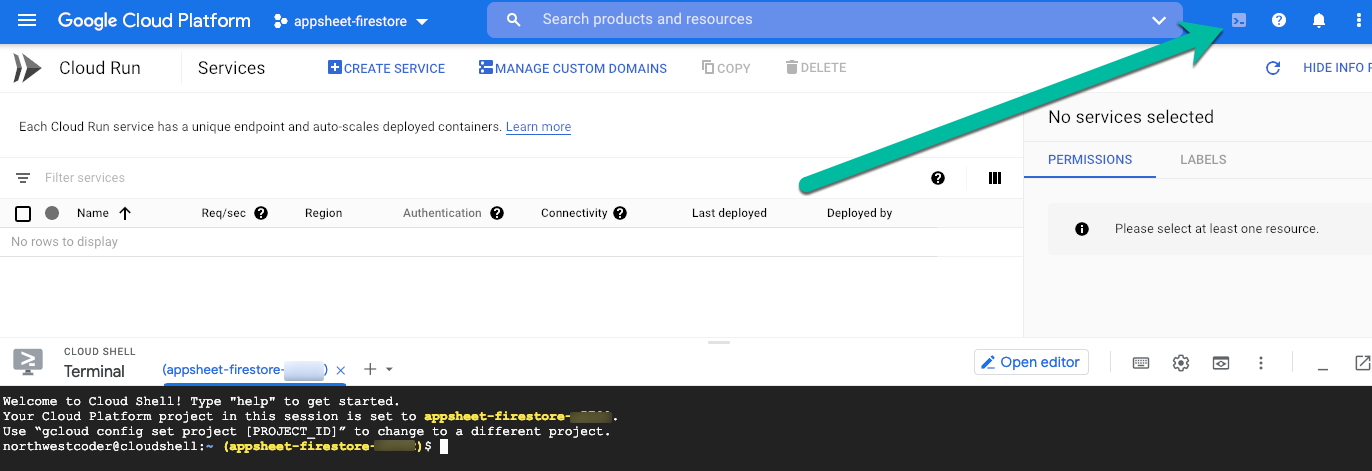 Google Cloud Platform appsheet-firestore Search products and resources
Cloud Run Services CREATE SERVICE MANAGE CUSTOM DOMAINS COPY DELETE HIDE INFO
Each Cloud Run service has a unique endpoint and auto-scales deployed containers. Learn more
No services selected
PERMISSIONS LABELS
Filter services
Name Req/sec Region Authentication Connectivity Last deployed Deployed by
No rows to display
Please select at least one resource.
CLOUD SHELL
Terminal (appsheet-firestore- ) Open editor
Welcome to Cloud Shell! Type "help" to get started.
Your Cloud Platform project in this session is set to appsheet-firestore- .
Use “gcloud config set project [PROJECT_ID]” to change to a different project.
northwestcoder@cloudshell:~ (appsheet-firestore- )$